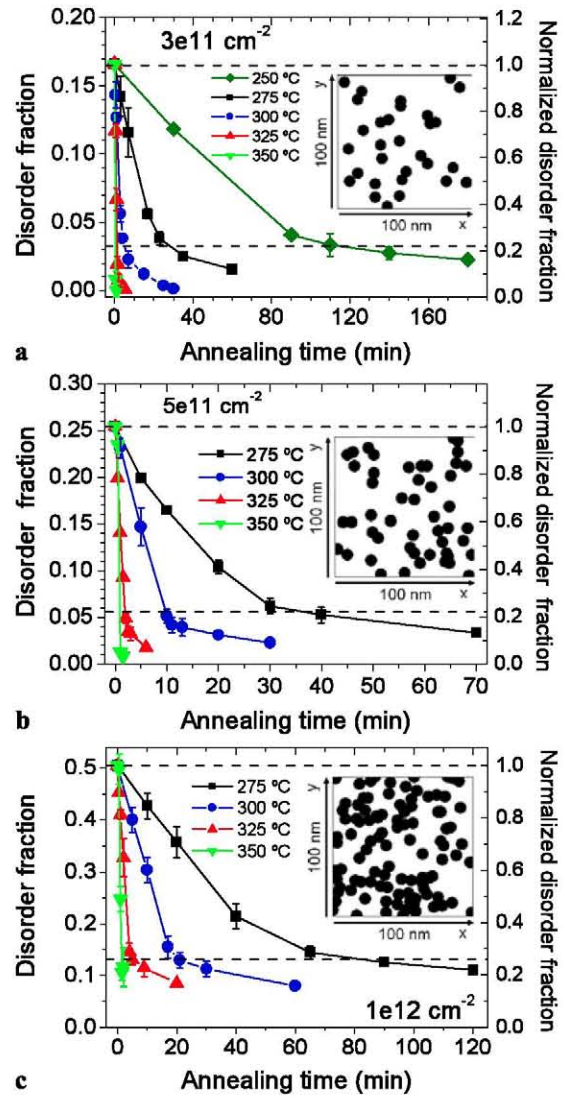 3e11 cm⁻²
Disorder fraction
0.20
0.15
0.10
0.05
0.00
250 ºC
275 ºC
300 ºC
325 ºC
350 ºC
y
100 nm
100 nm x
1.2
1.0
0.8
0.6
0.4
0.2
0.0
Normalized disorder fraction
0 40 80 120 160
a Annealing time (min)
5e11 cm⁻²
Disorder fraction
0.30
0.25
0.20
0.15
0.10
0.05
0.00
275 ºC
300 ºC
325 ºC
350 ºC
y
100 nm
100 nm x
1.0
0.8
0.6
0.4
0.2
0.0
Normalized disorder fraction
0 10 20 30 40 50 60 70
b Annealing time (min)
Disorder fraction
0.5
0.4
0.3
0.2
0.1
0.0
275 ºC
300 ºC
325 ºC
350 ºC
y
100 nm
100 nm x
1e12 cm⁻²
1.0
0.8
0.6
0.4
0.2
0.0
Normalized disorder fraction
0 20 40 60 80 100 120
c Annealing time (min)